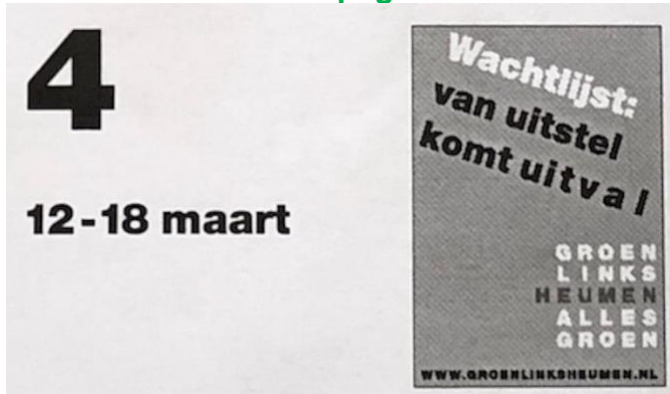 4
12-18 maart
Wachtlijst:
van uitstel
komt uitval
GROEN
LINKS
HEUMEN
ALLES
GROEN
WWW.GROENLINKSHEUMEN.NL